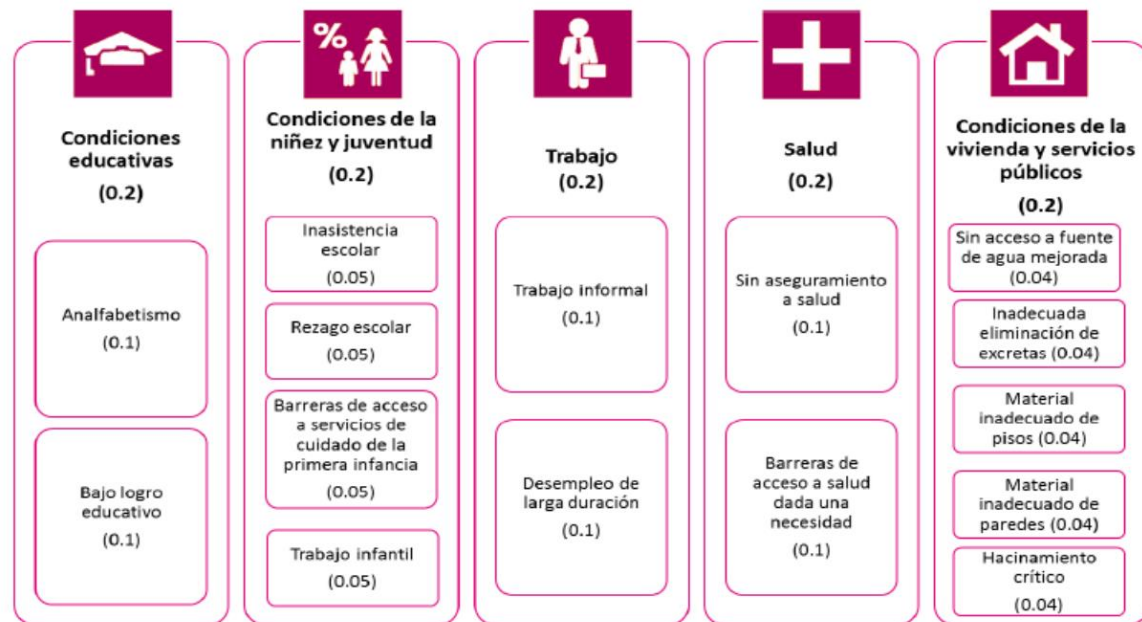 Condiciones
educativas
(0.2)
Analfabetismo
(0.1)
Bajo logro
educativo
(0.1)
%
Condiciones de la
niñez y juventud
(0.2)
Inasistencia
escolar
(0.05)
Rezago escolar
(0.05)
Barreras de acceso
a servicios de
cuidado de la
primera infancia
(0.05)
Trabajo infantil
(0.05)
Trabajo
(0.2)
Trabajo informal
(0.1)
Desempleo de
larga duración
(0.1)
Salud
(0.2)
Sin aseguramiento
a salud
(0.1)
Barreras de
acceso a salud
dada una
necesidad
(0.1)
Condiciones de la
vivienda y servicios
públicos
(0.2)
Sin acceso a fuente
de agua mejorada
(0.04)
Inadecuada
eliminación de
excretas (0.04)
Material
inadecuado de
pisos (0.04)
Material
inadecuado de
paredes (0.04)
Hacinamiento
crítico
(0.04)